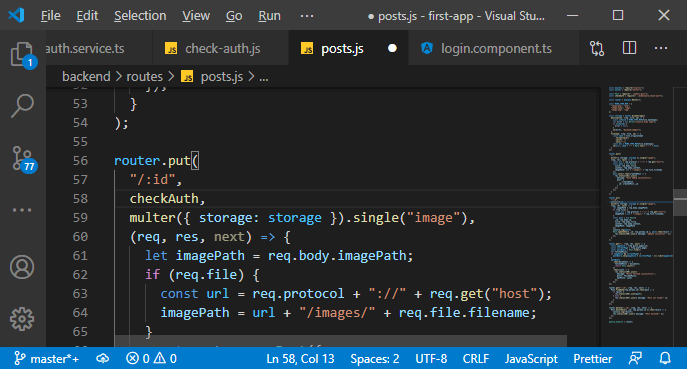 File Edit Selection View Go Run ··· posts.js - first-app - Visual Stu...
auth.service.ts JS check-auth.js JS posts.js ● login.component.ts ···
backend > routes > JS posts.js > ...
1
77
52 });
53 }
54 );
55
56 router.put(
57 "/:id",
58 checkAuth,
59 multer({ storage: storage }).single("image"),
60 (req, res, next) => {
61 let imagePath = req.body.imagePath;
62 if (req.file) {
63 const url = req.protocol + "://" + req.get("host");
64 imagePath = url + "/images/" + req.file.filename;
65 }
master*+ 0 0 Ln 58, Col 13 Spaces: 2 UTF-8 CRLF JavaScript Prettier